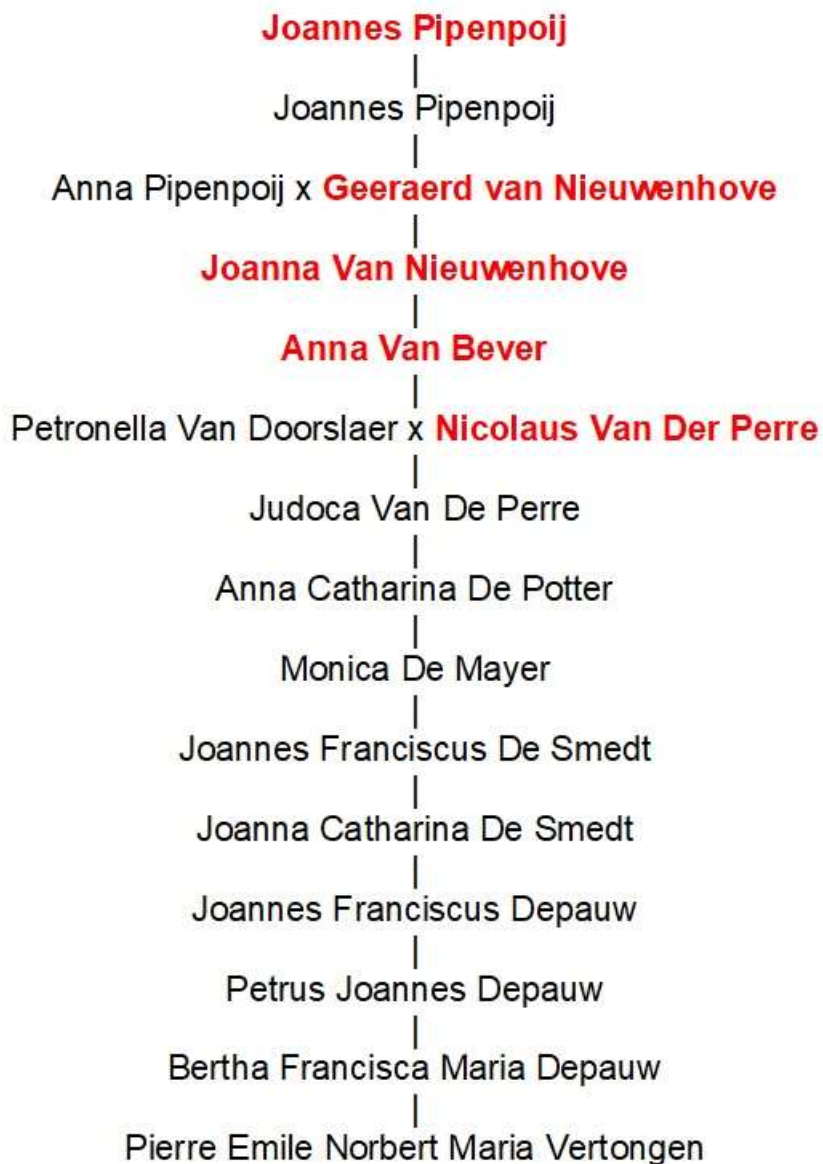 Joannes Pipenpoij
|
Joannes Pipenpoij
|
Anna Pipenpoij x Geeraerd van Nieuwenhove
|
Joanna Van Nieuwenhove
|
Anna Van Bever
|
Petronella Van Doorslaer x Nicolaus Van Der Perre
|
Judoca Van De Perre
|
Anna Catharina De Potter
|
Monica De Mayer
|
Joannes Franciscus De Smedt
|
Joanna Catharina De Smedt
|
Joannes Franciscus Depauw
|
Petrus Joannes Depauw
|
Bertha Francisca Maria Depauw
|
Pierre Emile Norbert Maria Vertongen